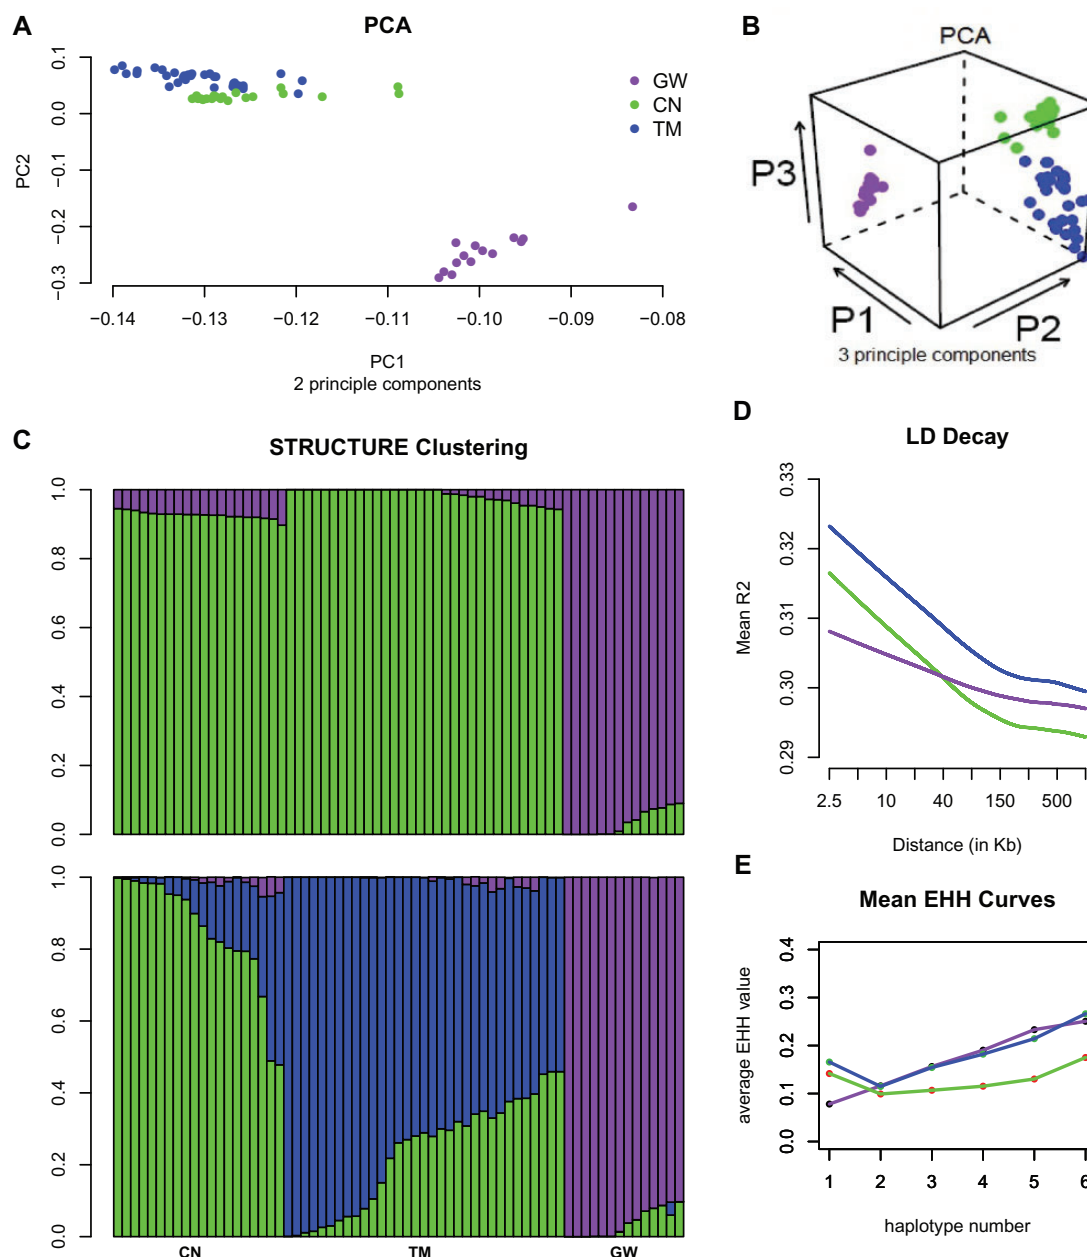 A
PCA
0.1
0.0
−0.1
−0.2
−0.3
PC2
GW
CN
TM
−0.14
−0.13
−0.12
−0.11
−0.10
−0.09
−0.08
PC1
2 principle components
B
PCA
P3
P1
P2
3 principle components
C
STRUCTURE Clustering
1.0
0.8
0.6
0.4
0.2
0.0
1.0
0.8
0.6
0.4
0.2
0.0
CN
TM
GW
D
LD Decay
0.33
0.32
0.31
0.30
0.29
Mean R2
2.5
10
40
150
500
Distance (in Kb)
E
Mean EHH Curves
0.4
0.3
0.2
0.1
0.0
average EHH value
1
2
3
4
5
6
haplotype number